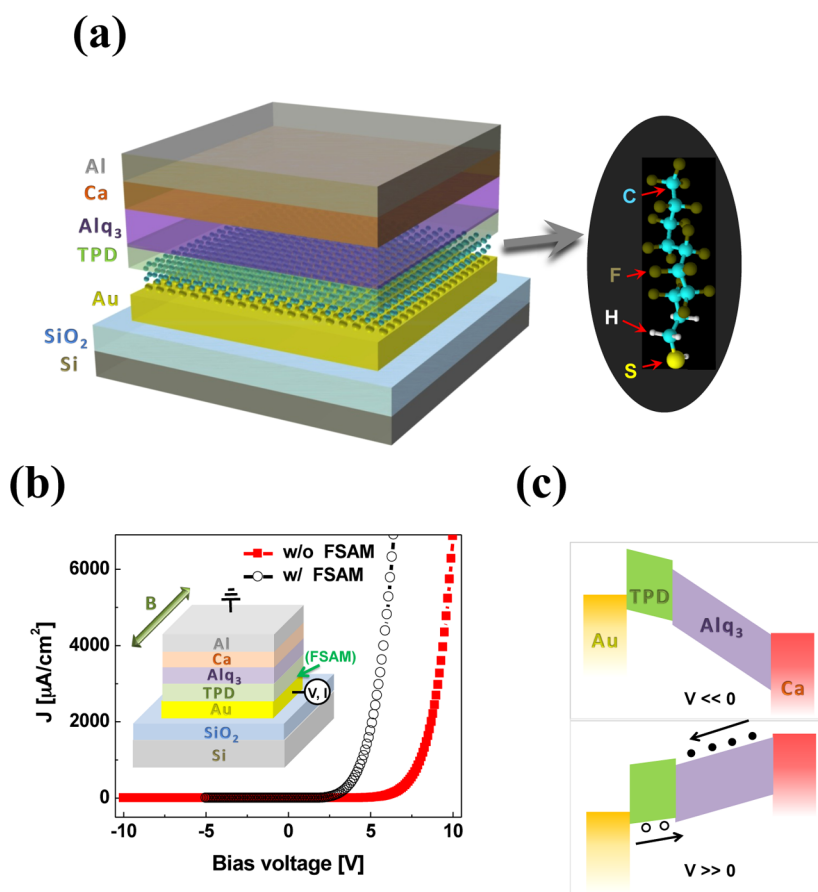 (a)
Al
Ca
Alq3
TPD
Au
SiO2
Si
C
F
H
S
(b)
6000
4000
2000
0
J [μA/cm²]
w/o FSAM
w/ FSAM
B
Al
Ca
Alq3
TPD
Au
SiO2
Si
(FSAM)
V, I
-10 -5 0 5 10
Bias voltage [V]
(c)
TPD
Au
Alq3
Ca
V << 0
V >> 0